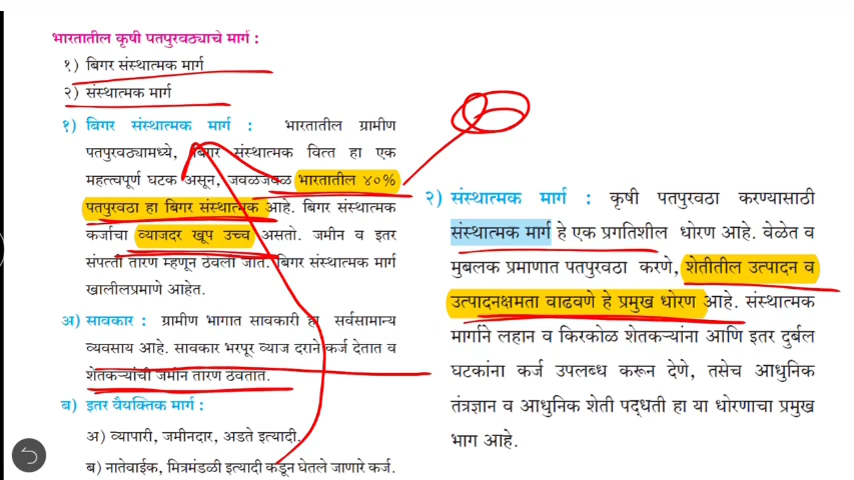 भारतातील कृषी पतपुरवठ्याचे मार्ग :
१) बिगर संस्थात्मक मार्ग
२) संस्थात्मक मार्ग
१) बिगर संस्थात्मक मार्ग : भारतातील ग्रामीण
पतपुरवठ्यामध्ये, बिगर संस्थात्मक वित्त हा एक
महत्त्वपूर्ण घटक असून, जवळजवळ भारतातील ४०%
पतपुरवठा हा बिगर संस्थात्मक आहे. बिगर संस्थात्मक
कर्जाचा व्याजदर खूप उच्च असतो. जमीन व इतर
संपत्ती तारण म्हणून ठेवली जाते. बिगर संस्थात्मक मार्ग
खालीलप्रमाणे आहेत.
अ) सावकार : ग्रामीण भागात सावकारी हा सर्वसामान्य
व्यवसाय आहे. सावकार भरपूर व्याज दराने कर्ज देतात व
शेतकऱ्यांची जमीन तारण ठेवतात.
ब) इतर वैयक्तिक मार्ग :
अ) व्यापारी, जमीनदार, अडते इत्यादी.
ब) नातेवाईक, मित्रमंडळी इत्यादी कडून घेतले जाणारे कर्ज.
२) संस्थात्मक मार्ग : कृषी पतपुरवठा करण्यासाठी
संस्थात्मक मार्ग हे एक प्रगतिशील धोरण आहे. वेळेत व
मुबलक प्रमाणात पतपुरवठा करणे, शेतीतील उत्पादन व
उत्पादनक्षमता वाढवणे हे प्रमुख धोरण आहे. संस्थात्मक
मार्गाने लहान व किरकोळ शेतकऱ्यांना आणि इतर दुर्बल
घटकांना कर्ज उपलब्ध करून देणे, तसेच आधुनिक
तंत्रज्ञान व आधुनिक शेती पद्धती हा या धोरणाचा प्रमुख
भाग आहे.